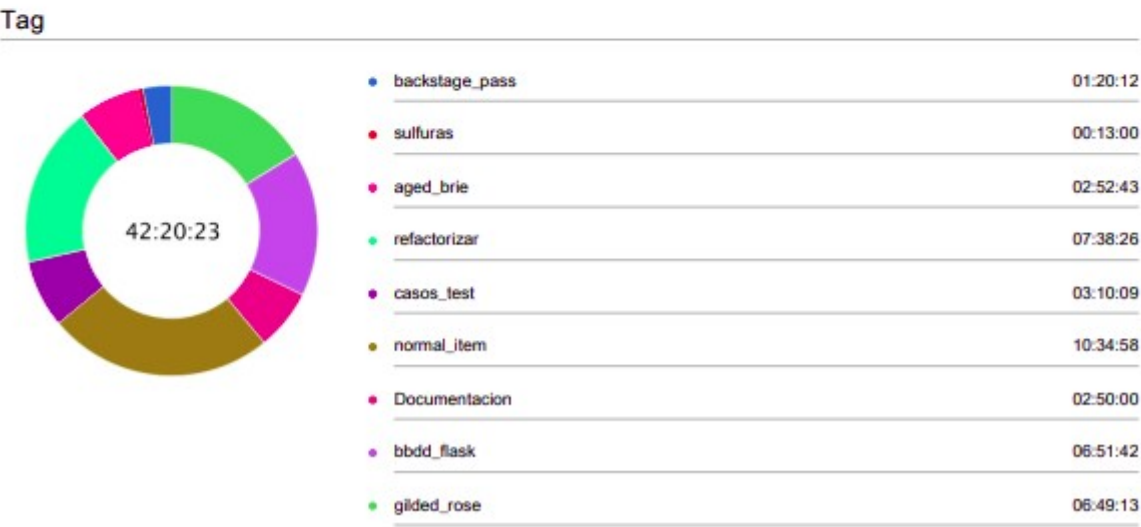 Tag
42:20:23
backstage_pass 01:20:12
sulfuras 00:13:00
aged_brie 02:52:43
refactorizar 07:38:26
casos_test 03:10:09
normal_item 10:34:58
Documentacion 02:50:00
bbdd_flask 06:51:42
gilded_rose 06:49:13